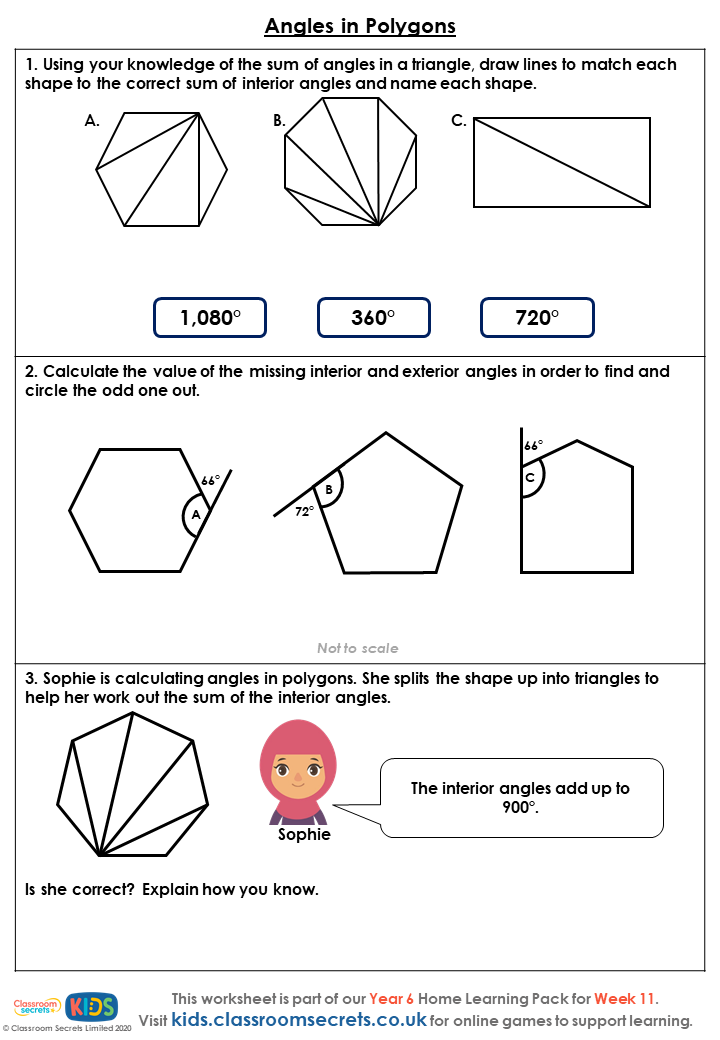 Angles in Polygons
1. Using your knowledge of the sum of angles in a triangle, draw lines to match each
shape to the correct sum of interior angles and name each shape.
A.
B.
C.
1,080°
360°
720°
2. Calculate the value of the missing interior and exterior angles in order to find and
circle the odd one out.
66°
A
B
72°
66°
C
Not to scale
3. Sophie is calculating angles in polygons. She splits the shape up into triangles to
help her work out the sum of the interior angles.
The interior angles add up to
900°.
Sophie
Is she correct? Explain how you know.
Classroom
Secrets
KIDS
© Classroom Secrets Limited 2020
This worksheet is part of our Year 6 Home Learning Pack for Week 11.
Visit kids.classroomsecrets.co.uk for online games to support learning.